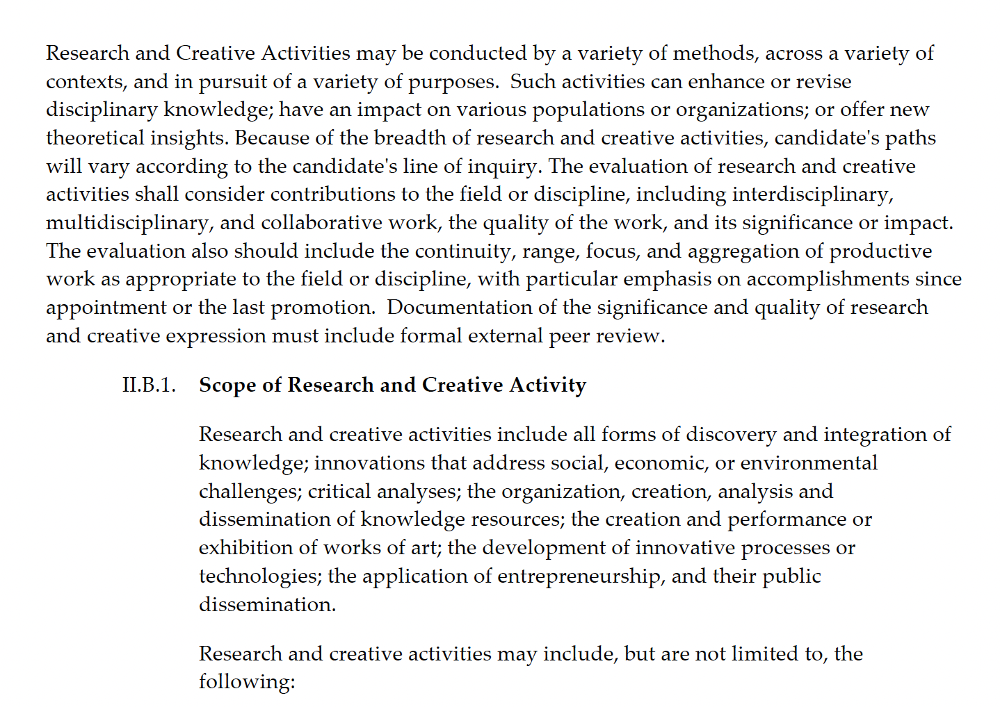 Research and Creative Activities may be conducted by a variety of methods, across a variety of
contexts, and in pursuit of a variety of purposes.  Such activities can enhance or revise
disciplinary knowledge; have an impact on various populations or organizations; or offer new
theoretical insights. Because of the breadth of research and creative activities, candidate's paths
will vary according to the candidate's line of inquiry. The evaluation of research and creative
activities shall consider contributions to the field or discipline, including interdisciplinary,
multidisciplinary, and collaborative work, the quality of the work, and its significance or impact.
The evaluation also should include the continuity, range, focus, and aggregation of productive
work as appropriate to the field or discipline, with particular emphasis on accomplishments since
appointment or the last promotion.  Documentation of the significance and quality of research
and creative expression must include formal external peer review.
II.B.1. Scope of Research and Creative Activity
Research and creative activities include all forms of discovery and integration of
knowledge; innovations that address social, economic, or environmental
challenges; critical analyses; the organization, creation, analysis and
dissemination of knowledge resources; the creation and performance or
exhibition of works of art; the development of innovative processes or
technologies; the application of entrepreneurship, and their public
dissemination.
Research and creative activities may include, but are not limited to, the
following: